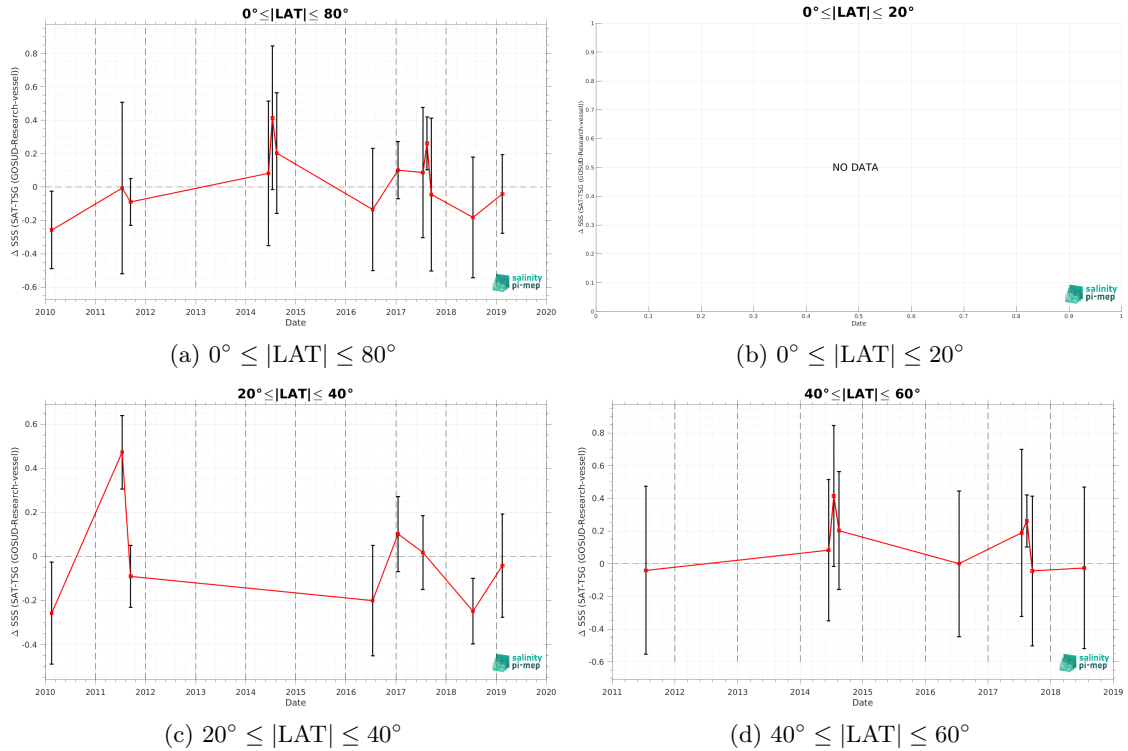 0°≤|LAT|≤ 80°
Δ SSS (SAT-TSG (GOSUD-Research-vessel))
0.8
0.6
0.4
0.2
0
-0.2
-0.4
-0.6
salinity
pi-mep
2010 2011 2012 2013 2014 2015 2016 2017 2018 2019 2020
Date
(a) 0° ≤ |LAT| ≤ 80°
0°≤|LAT|≤ 20°
Δ SSS (SAT-TSG (GOSUD-Research-vessel))
1
0.9
0.8
0.7
0.6
0.5
0.4
0.3
0.2
0.1
0
NO DATA
salinity
pi-mep
0 0.1 0.2 0.3 0.4 0.5 0.6 0.7 0.8 0.9 1
Date
(b) 0° ≤ |LAT| ≤ 20°
20°≤|LAT|≤ 40°
Δ SSS (SAT-TSG (GOSUD-Research-vessel))
0.6
0.4
0.2
0
-0.2
-0.4
salinity
pi-mep
2010 2011 2012 2013 2014 2015 2016 2017 2018 2019 2020
Date
(c) 20° ≤ |LAT| ≤ 40°
40°≤|LAT|≤ 60°
Δ SSS (SAT-TSG (GOSUD-Research-vessel))
0.8
0.6
0.4
0.2
0
-0.2
-0.4
-0.6
salinity
pi-mep
2011 2012 2013 2014 2015 2016 2017 2018 2019
Date
(d) 40° ≤ |LAT| ≤ 60°